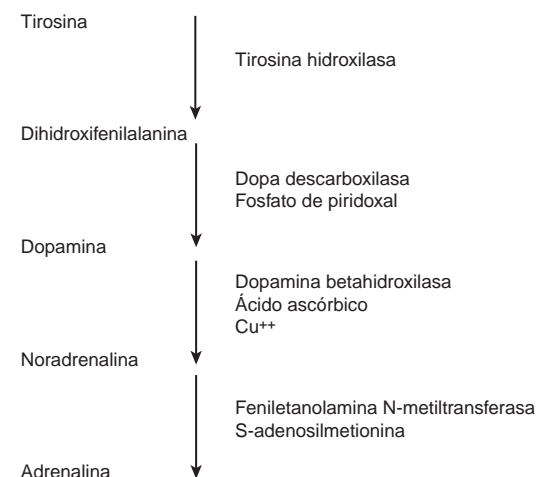 Tirosina
Tirosina hidroxilasa
Dihidroxifenilalanina
Dopa descarboxilasa
Fosfato de piridoxal
Dopamina
Dopamina betahidroxilasa
Ácido ascórbico
Cu++
Noradrenalina
Feniletanolamina N-metiltransferasa
S-adenosilmetionina
Adrenalina